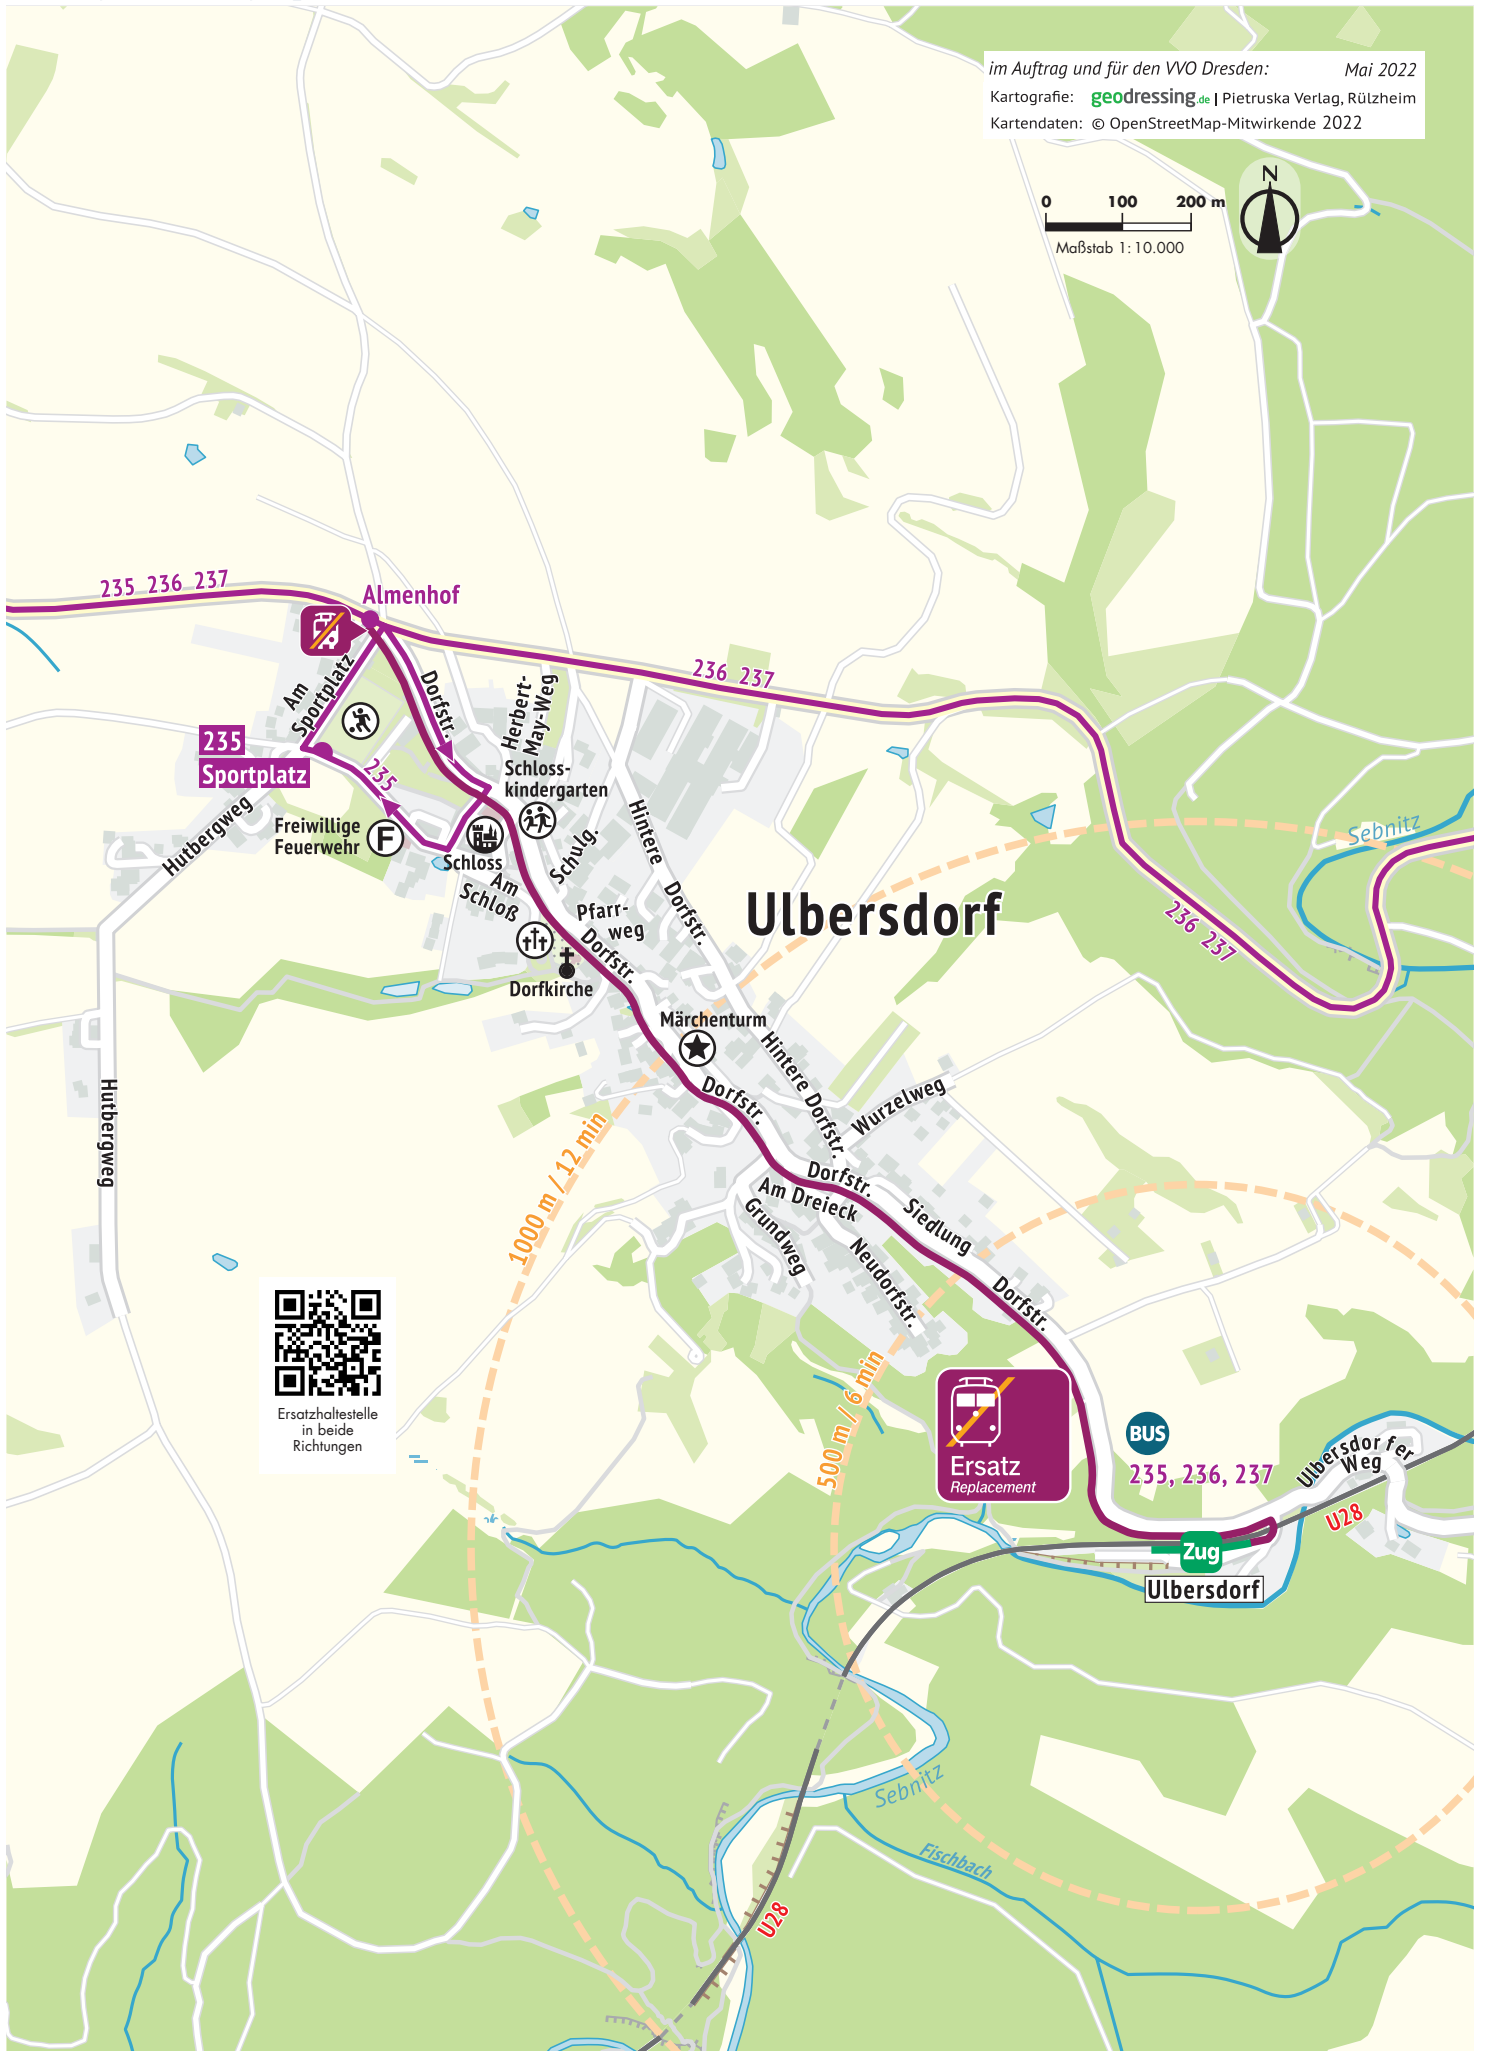 im Auftrag und für den VVO Dresden: Mai 2022
Kartografie: geodressing.de | Pietruska Verlag, Rülzheim
Kartendaten: © OpenStreetMap-Mitwirkende 2022
N
0 100 200 m
Maßstab 1:10.000
235 236 237
Almenhof
236 237
Am
Sportplatz
Dorfstr.
Herbert-
May-Weg
235
Sportplatz
235
Schloss-
kindergarten
Hutbergweg
Freiwillige
Feuerwehr
F
Schloss
Schulg.
Hintere
Dorfstr.
Am
Schloß
Pfarr-
weg
Dorfstr.
Dorfkirche
Ulbersdorf
Sebnitz
236 237
Märchenturm
Hintere Dorfstr.
Dorfstr.
Wurzelweg
Hutbergweg
1000 m / 12 min
Dorfstr.
Am Dreieck
Siedlung
Grundweg
Neudorfstr.
Dorfstr.
Ersatzhaltestelle
in beide
Richtungen
500 m / 6 min
Ersatz
Replacement
BUS
235, 236, 237
Ulbersdorfer
Weg
U28
Zug
Ulbersdorf
Sebnitz
Fischbach
U28